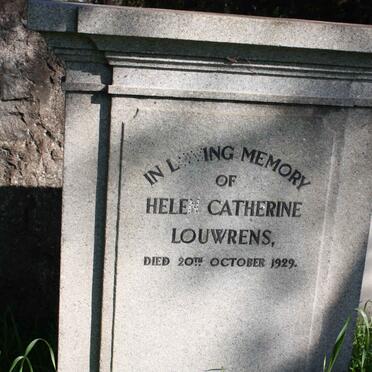 IN LOVING MEMORY
OF
HELEN CATHERINE
LOUWRENS,
DIED 20TH OCTOBER 1929.